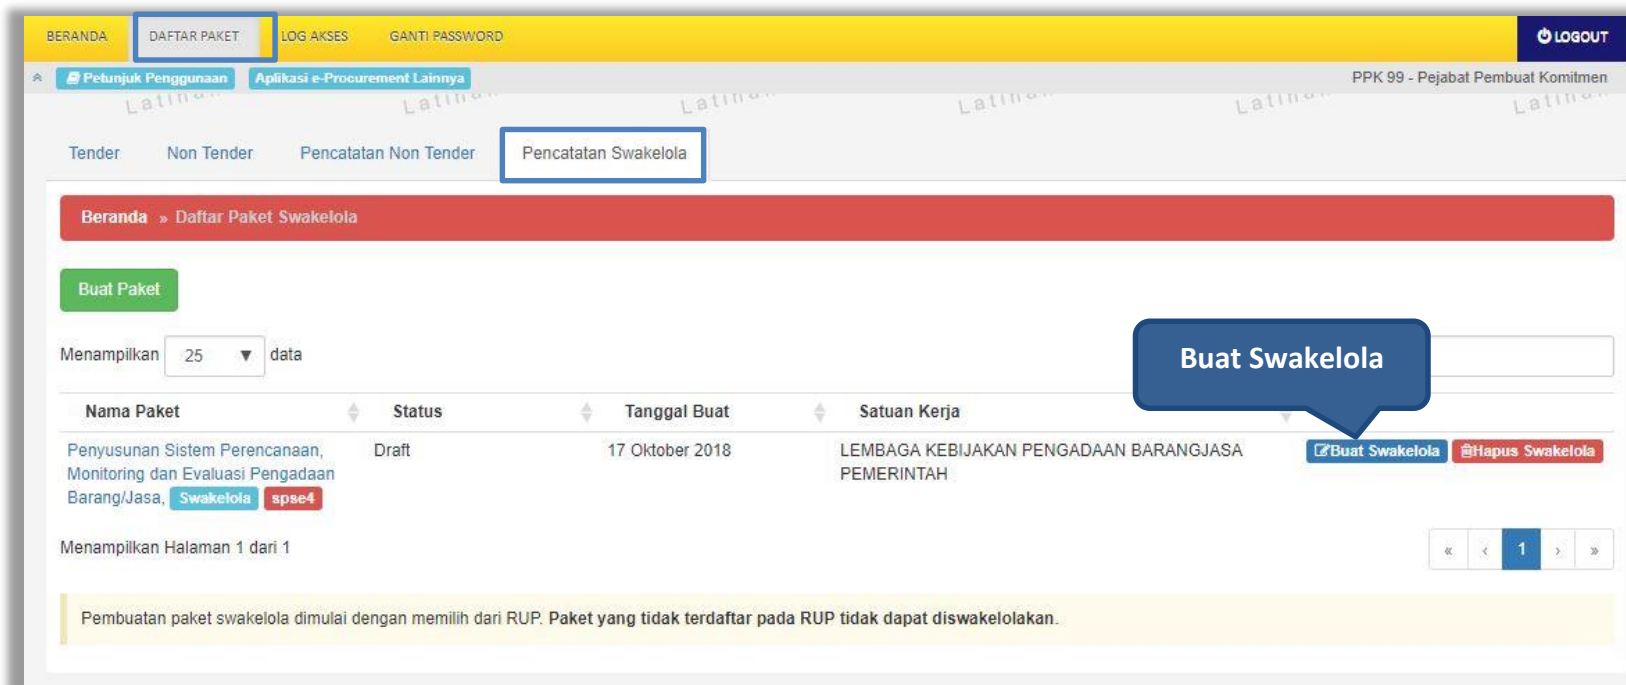 BERANDA DAFTAR PAKET LOG AKSES GANTI PASSWORD LOGOUT
Petunjuk Penggunaan Aplikasi e-Procurement Lainnya PPK 99 - Pejabat Pembuat Komitmen
Tender Non Tender Pencatatan Non Tender Pencatatan Swakelola
Beranda » Daftar Paket Swakelola
Buat Paket
Menampilkan 25 data
Buat Swakelola
Nama Paket Status Tanggal Buat Satuan Kerja
Penyusunan Sistem Perencanaan, Draft 17 Oktober 2018 LEMBAGA KEBIJAKAN PENGADAAN BARANGJASA Buat Swakelola Hapus Swakelola
Monitoring dan Evaluasi Pengadaan PEMERINTAH
Barang/Jasa, Swakelola spse4
Menampilkan Halaman 1 dari 1 « ‹ 1 › »
Pembuatan paket swakelola dimulai dengan memilih dari RUP. Paket yang tidak terdaftar pada RUP tidak dapat diswakelolakan.